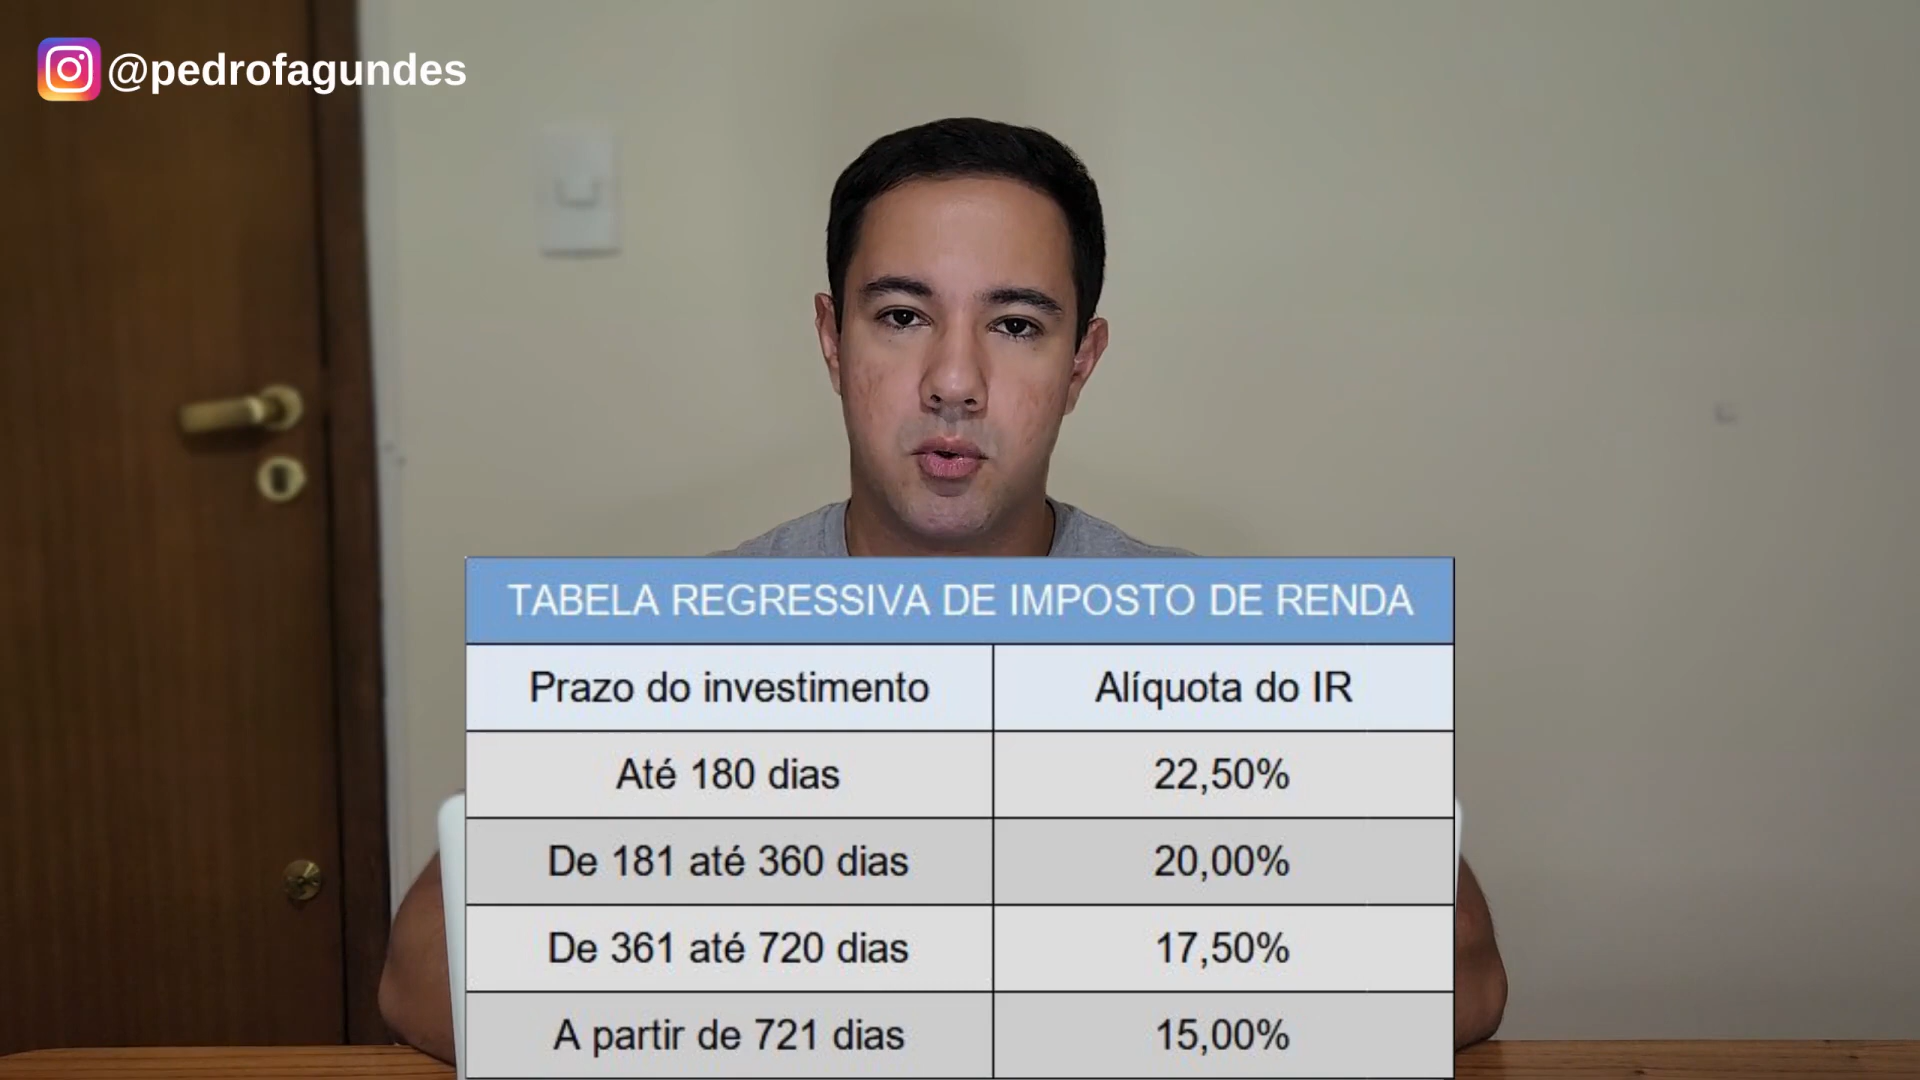 @pedrofagundes
TABELA REGRESSIVA DE IMPOSTO DE RENDA
Prazo do investimento Alíquota do IR
Até 180 dias 22,50%
De 181 até 360 dias 20,00%
De 361 até 720 dias 17,50%
A partir de 721 dias 15,00%